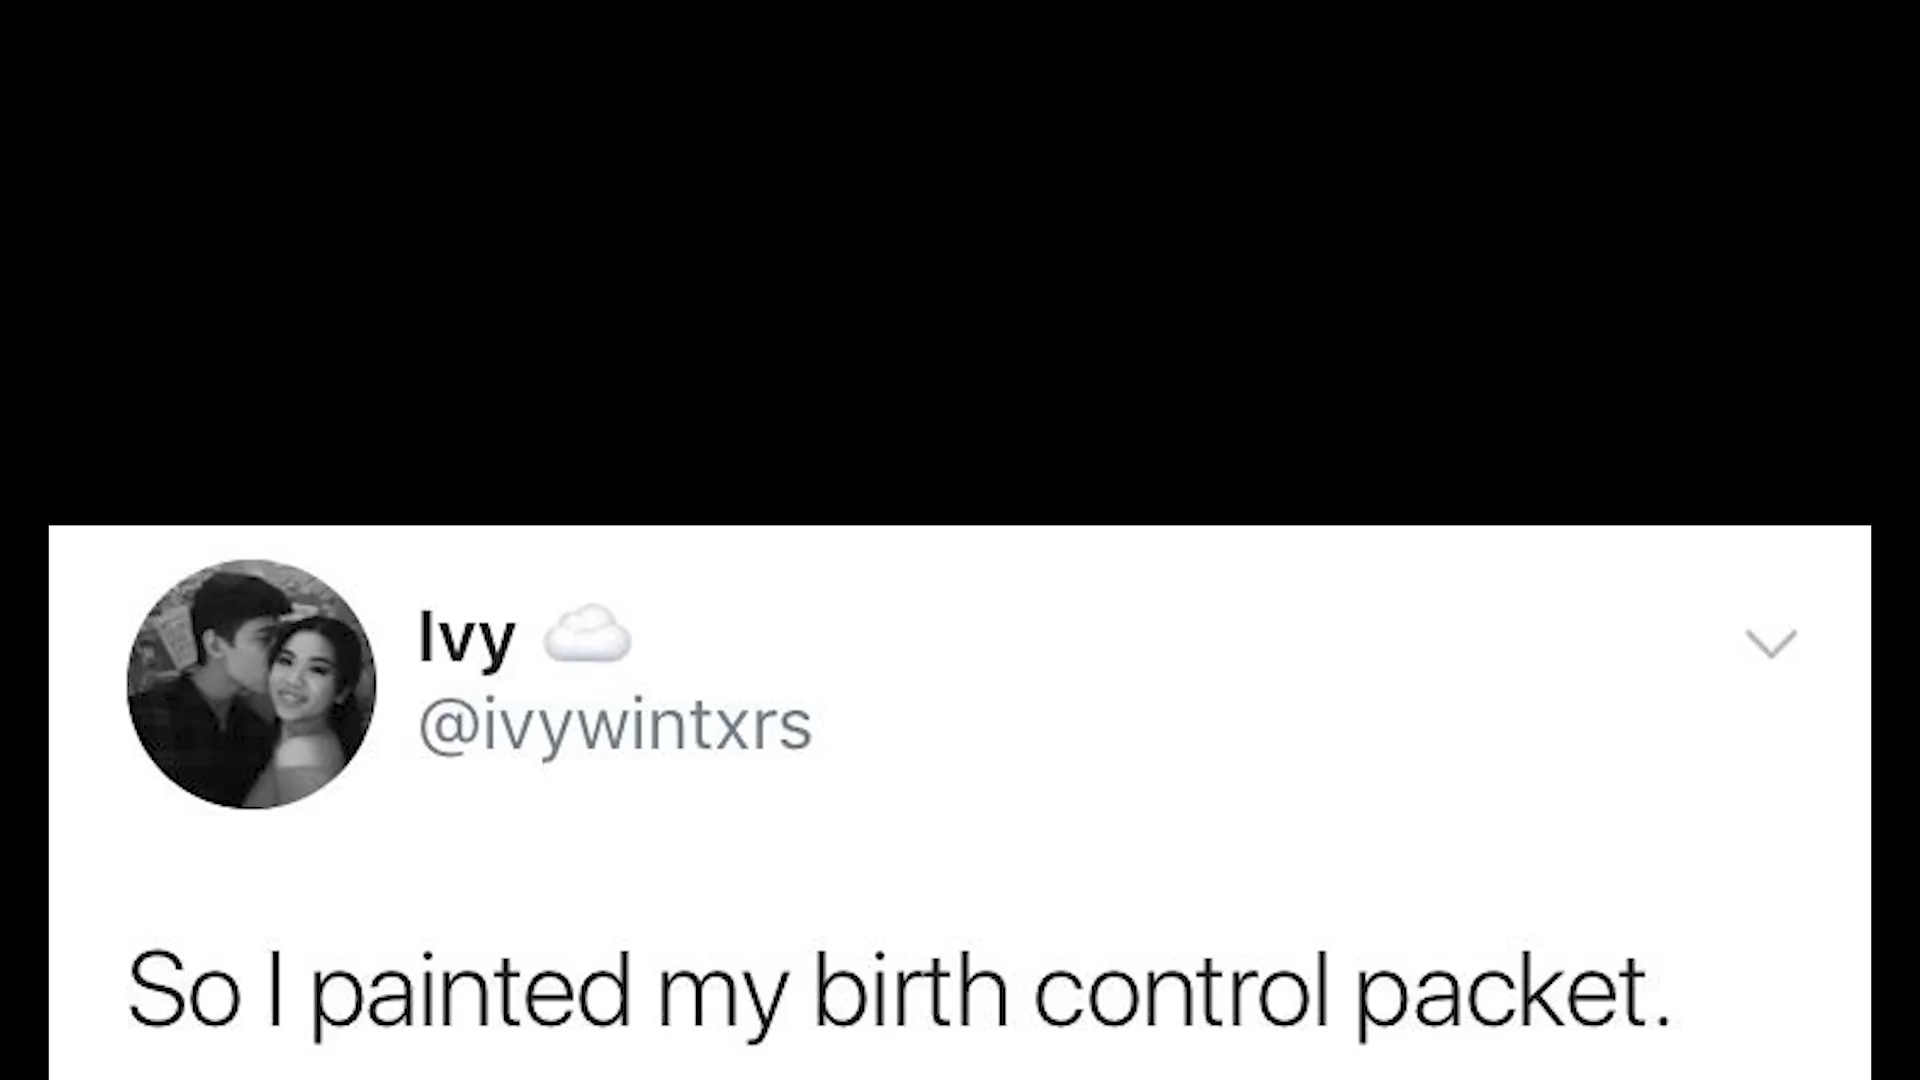 Ivy ☁️
@ivywintxrs
So I painted my birth control packet.